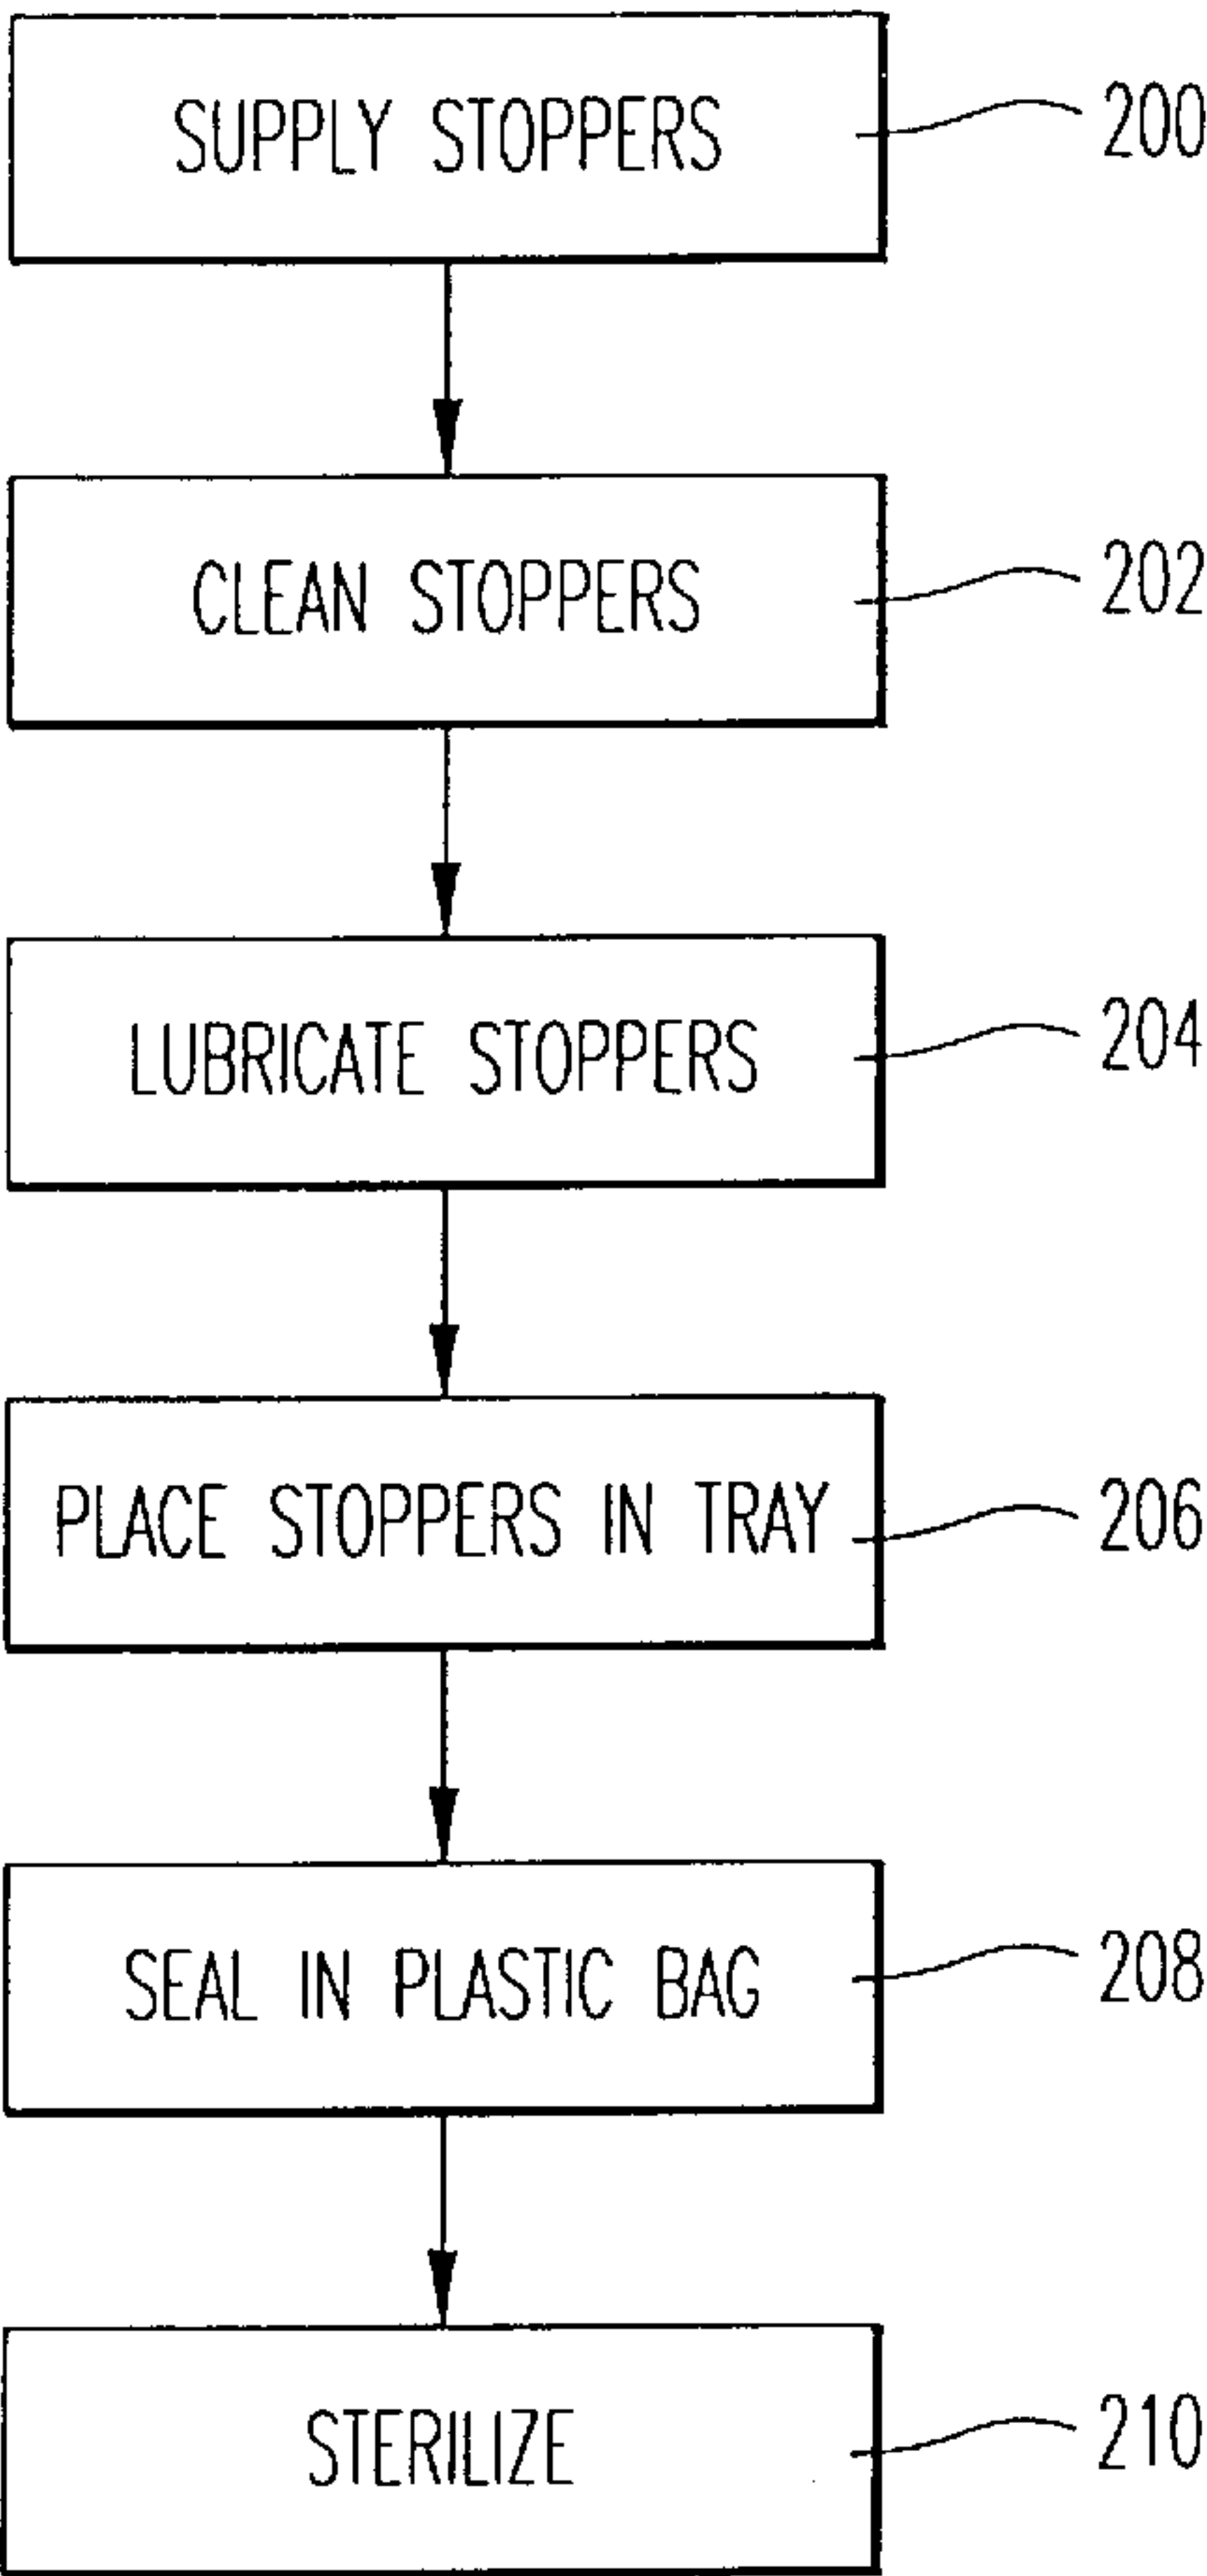 SUPPLY STOPPERS 200
CLEAN STOPPERS 202
LUBRICATE STOPPERS 204
PLACE STOPPERS IN TRAY 206
SEAL IN PLASTIC BAG 208
STERILIZE 210